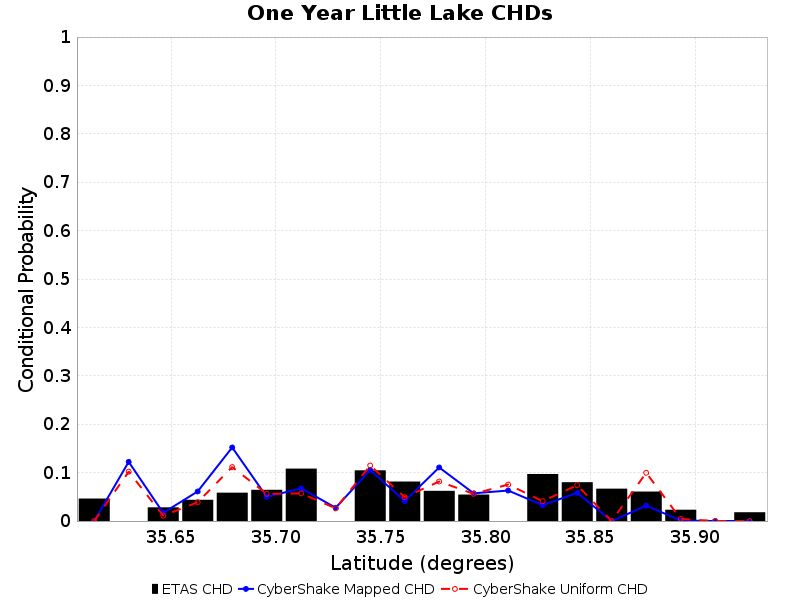 One Year Little Lake CHDs
1
0.9
0.8
0.7
0.6
0.5
0.4
0.3
0.2
0.1
0
Conditional Probability
35.65 35.70 35.75 35.80 35.85 35.90
Latitude (degrees)
ETAS CHD CyberShake Mapped CHD CyberShake Uniform CHD